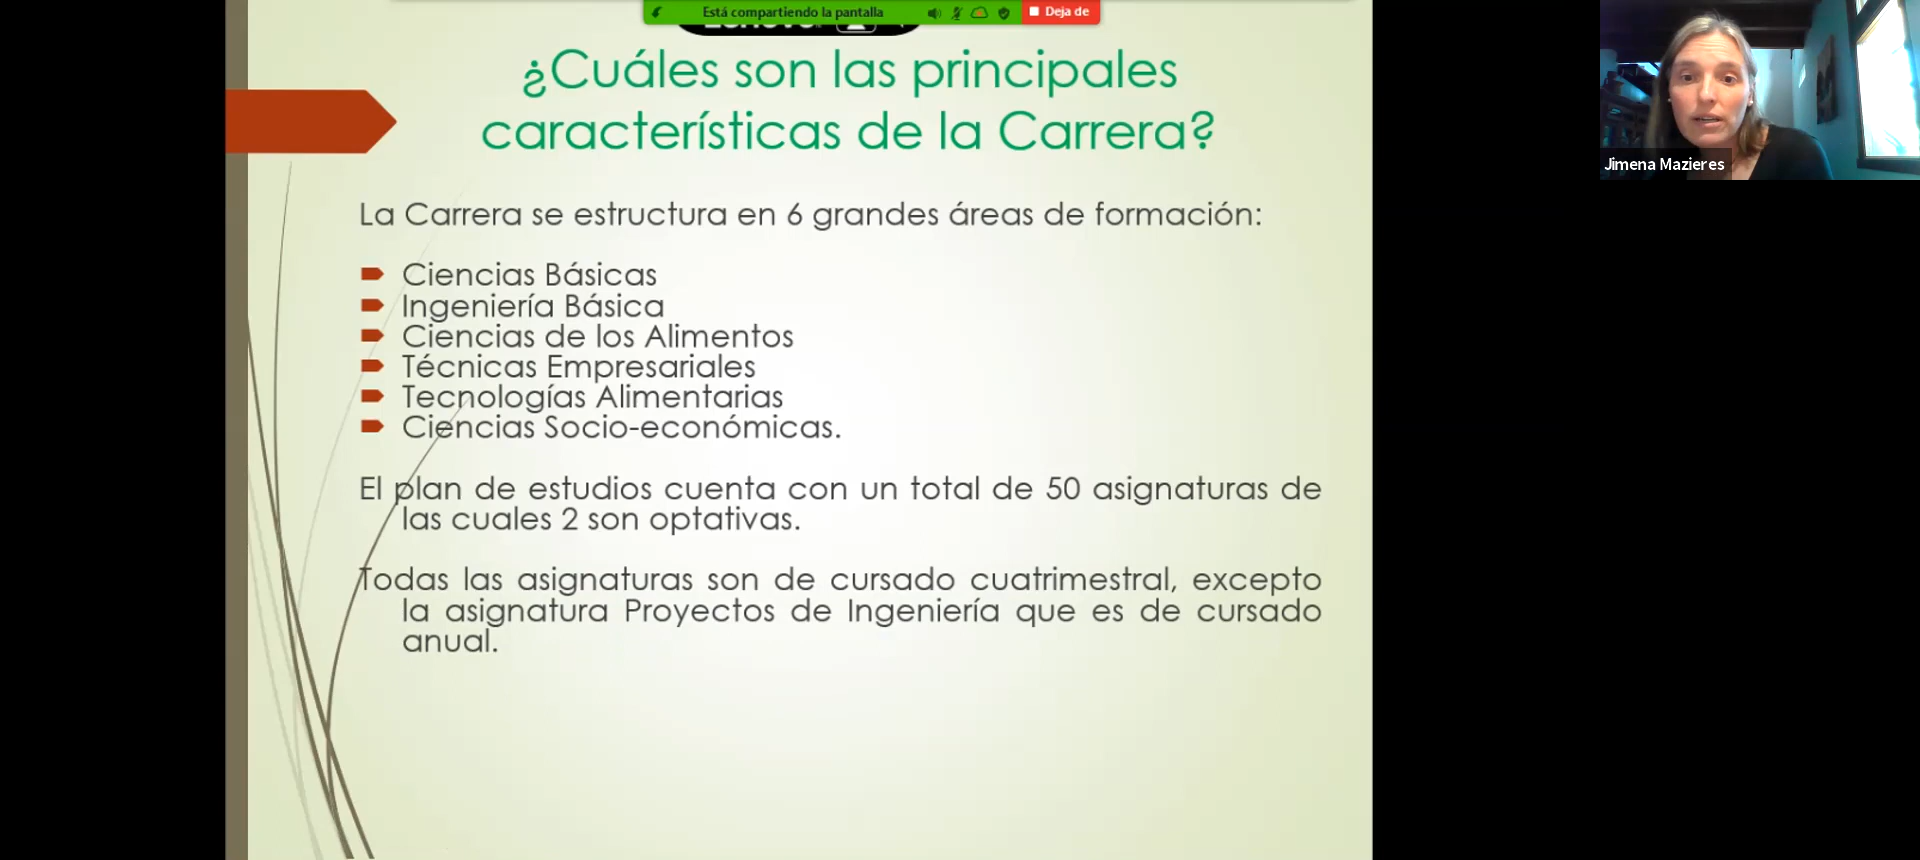 Está compartiendo la pantalla
Deja de
¿Cuáles son las principales
características de la Carrera?
Jimena Mazieres
La Carrera se estructura en 6 grandes áreas de formación:
Ciencias Básicas
Ingeniería Básica
Ciencias de los Alimentos
Técnicas Empresariales
Tecnologías Alimentarias
Ciencias Socio-económicas.
El plan de estudios cuenta con un total de 50 asignaturas de
las cuales 2 son optativas.
Todas las asignaturas son de cursado cuatrimestral, excepto
la asignatura Proyectos de Ingeniería que es de cursado
anual.